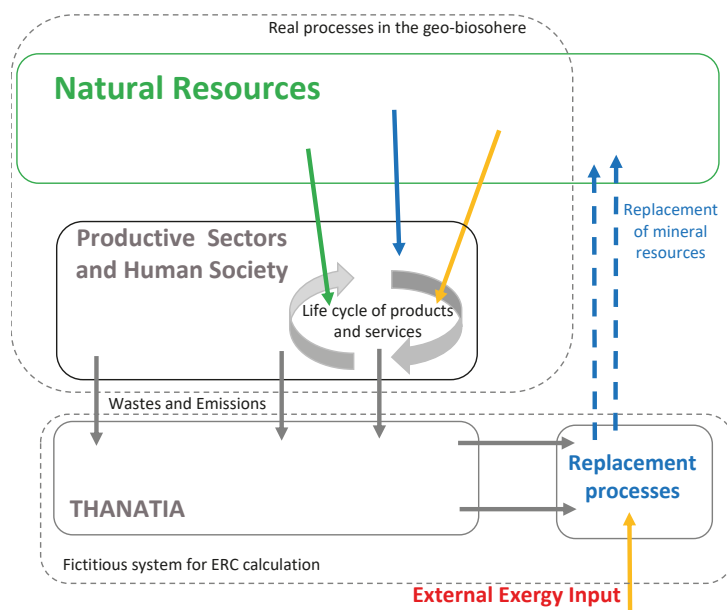 Real processes in the geo-biosohere
Natural Resources
Replacement
of mineral
resources
Productive Sectors
and Human Society
Life cycle of products
and services
Wastes and Emissions
THANATIA
Replacement
processes
Fictitious system for ERC calculation
External Exergy Input